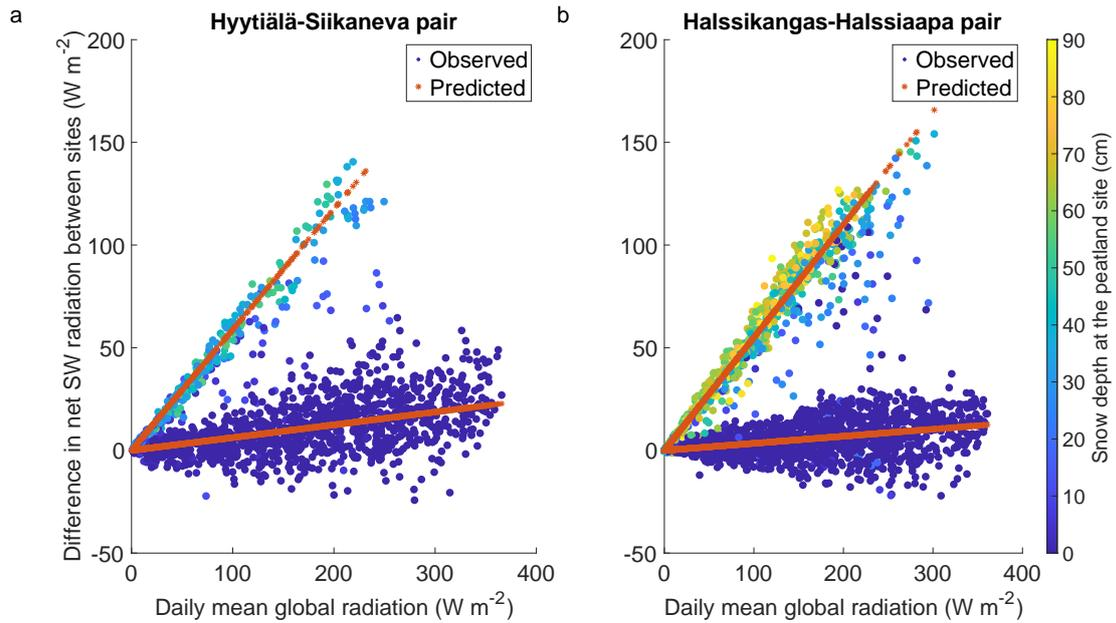 a
Hyytiälä-Siikaneva pair
Difference in net SW radiation between sites (W m-2)
200
150
100
50
0
-50
Observed
Predicted
0 100 200 300 400
Daily mean global radiation (W m-2)
b
Halssikangas-Halssiaapa pair
200
150
100
50
0
-50
Observed
Predicted
0 100 200 300 400
Daily mean global radiation (W m-2)
90
80
70
60
50
40
30
20
10
0
Snow depth at the peatland site (cm)